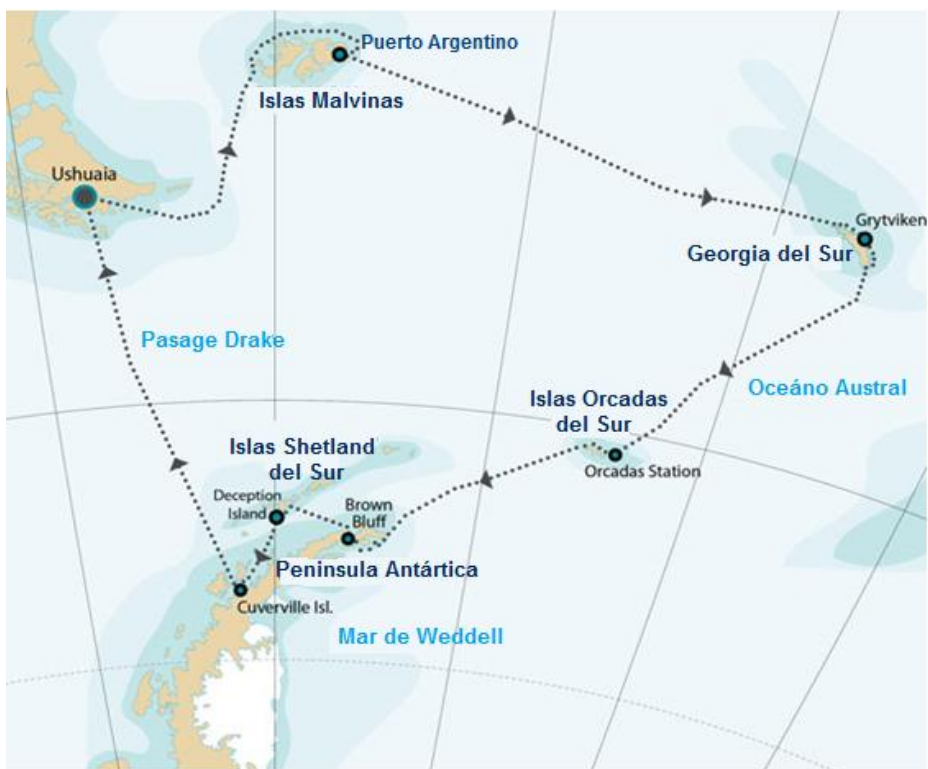 Puerto Argentino
Islas Malvinas
Ushuaia
Grytviken
Georgia del Sur
Pasage Drake
Oceáno Austral
Islas Orcadas
del Sur
Orcadas Station
Islas Shetland
del Sur
Deception
Island
Brown
Bluff
Peninsula Antártica
Cuverville Isl.
Mar de Weddell